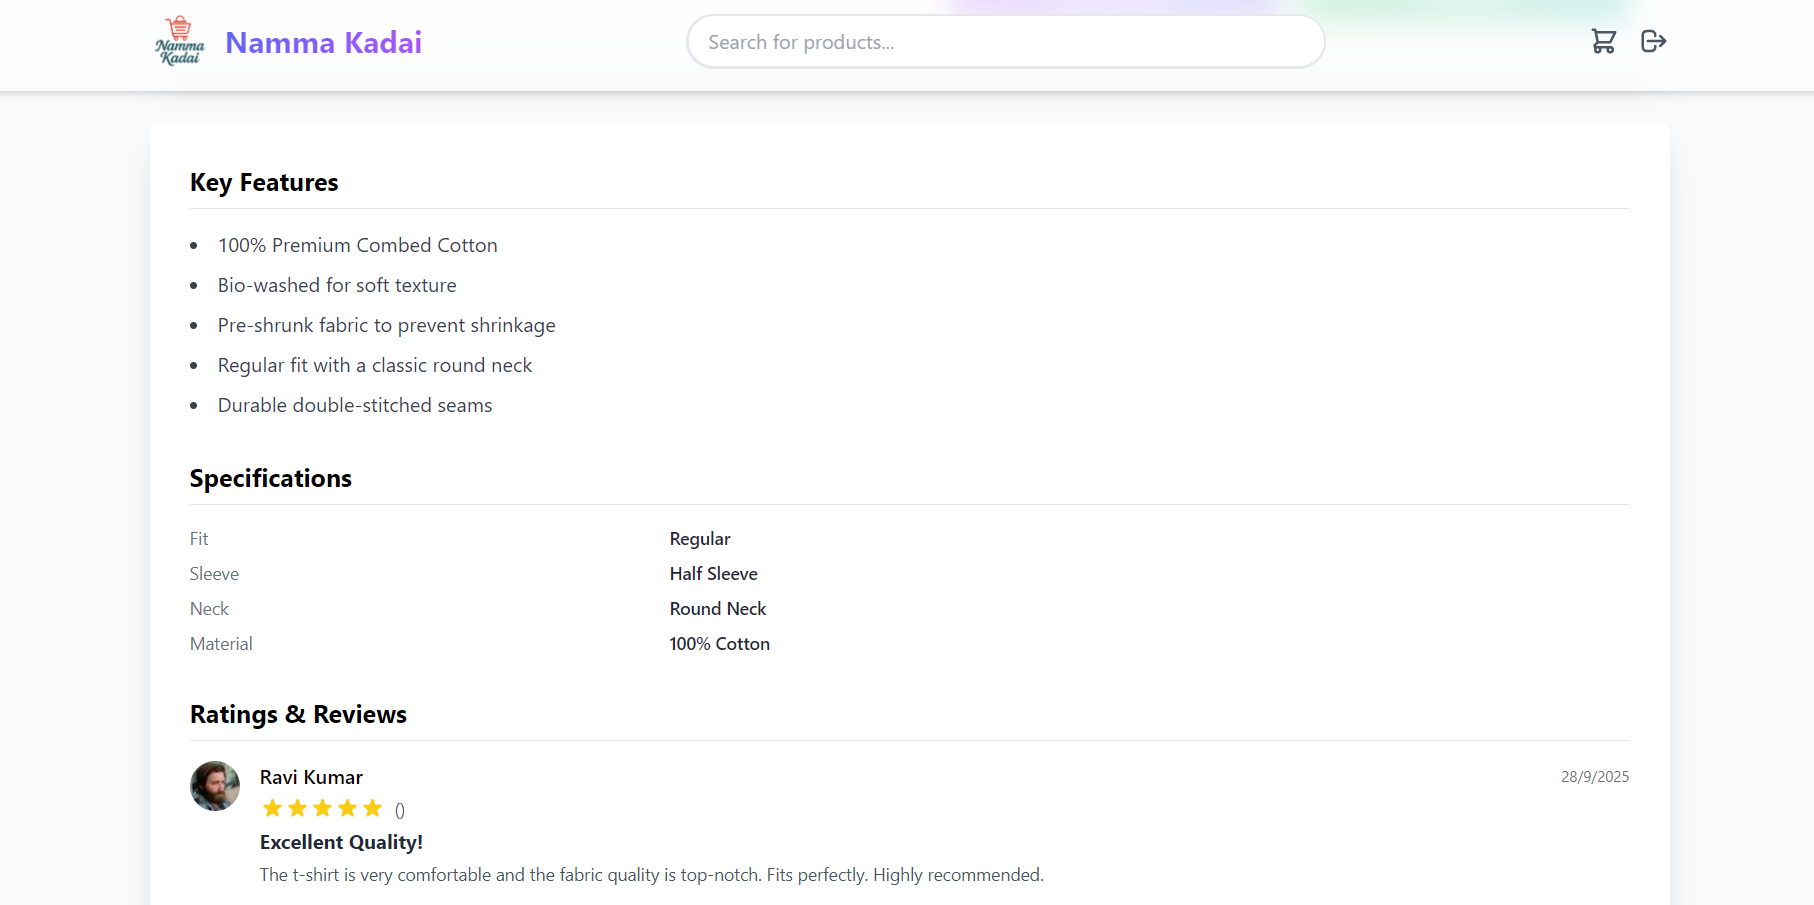 Namma
Kadai
Namma Kadai
Search for products...
Key Features
• 100% Premium Combed Cotton
• Bio-washed for soft texture
• Pre-shrunk fabric to prevent shrinkage
• Regular fit with a classic round neck
• Durable double-stitched seams
Specifications
Fit Regular
Sleeve Half Sleeve
Neck Round Neck
Material 100% Cotton
Ratings & Reviews
Ravi Kumar 28/9/2025
()
Excellent Quality!
The t-shirt is very comfortable and the fabric quality is top-notch. Fits perfectly. Highly recommended.